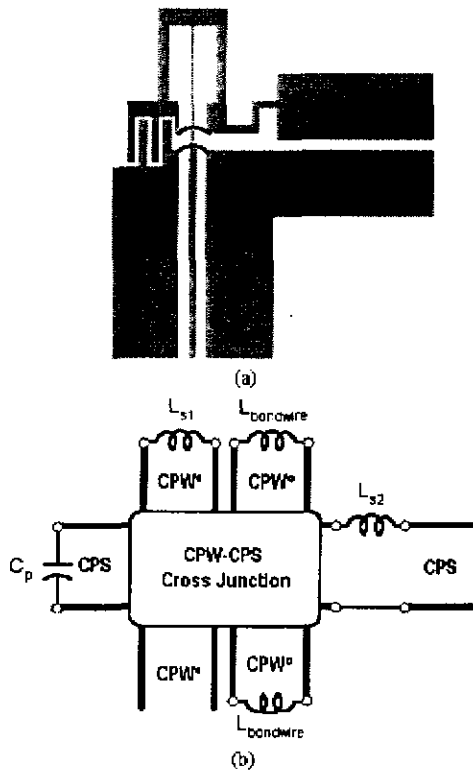 (a)
L_s1 L_bondwire
CPW^e CPW^o
L_s2
C_p CPS
CPW-CPS
Cross Junction
CPS
CPW^e CPW^o
L_bondwire
(b)